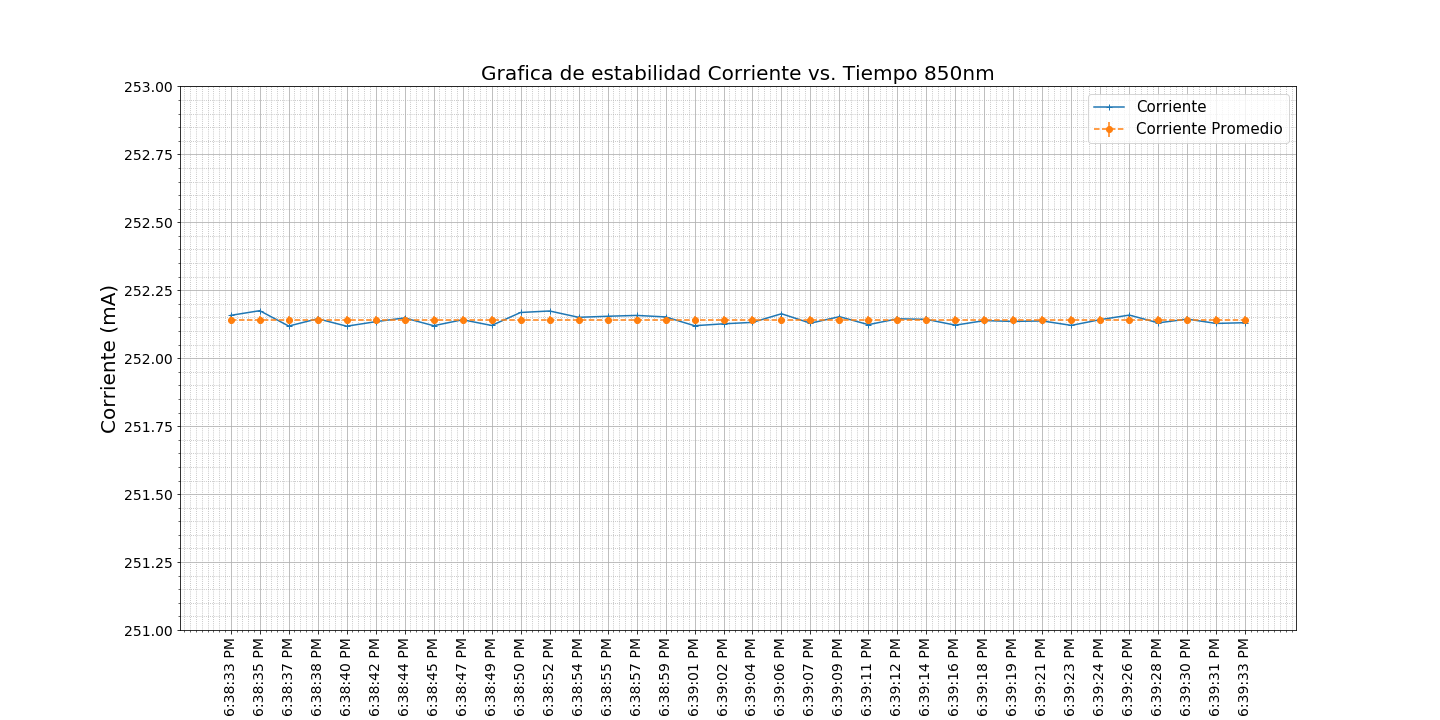 Grafica de estabilidad Corriente vs. Tiempo 850nm
Corriente
Corriente Promedio
Corriente (mA)
253.00
252.75
252.50
252.25
252.00
251.75
251.50
251.25
251.00
6:38:33 PM
6:38:35 PM
6:38:37 PM
6:38:38 PM
6:38:40 PM
6:38:42 PM
6:38:44 PM
6:38:45 PM
6:38:47 PM
6:38:49 PM
6:38:50 PM
6:38:52 PM
6:38:54 PM
6:38:55 PM
6:38:57 PM
6:38:59 PM
6:39:01 PM
6:39:02 PM
6:39:04 PM
6:39:06 PM
6:39:07 PM
6:39:09 PM
6:39:11 PM
6:39:12 PM
6:39:14 PM
6:39:16 PM
6:39:18 PM
6:39:19 PM
6:39:21 PM
6:39:23 PM
6:39:24 PM
6:39:26 PM
6:39:28 PM
6:39:30 PM
6:39:31 PM
6:39:33 PM